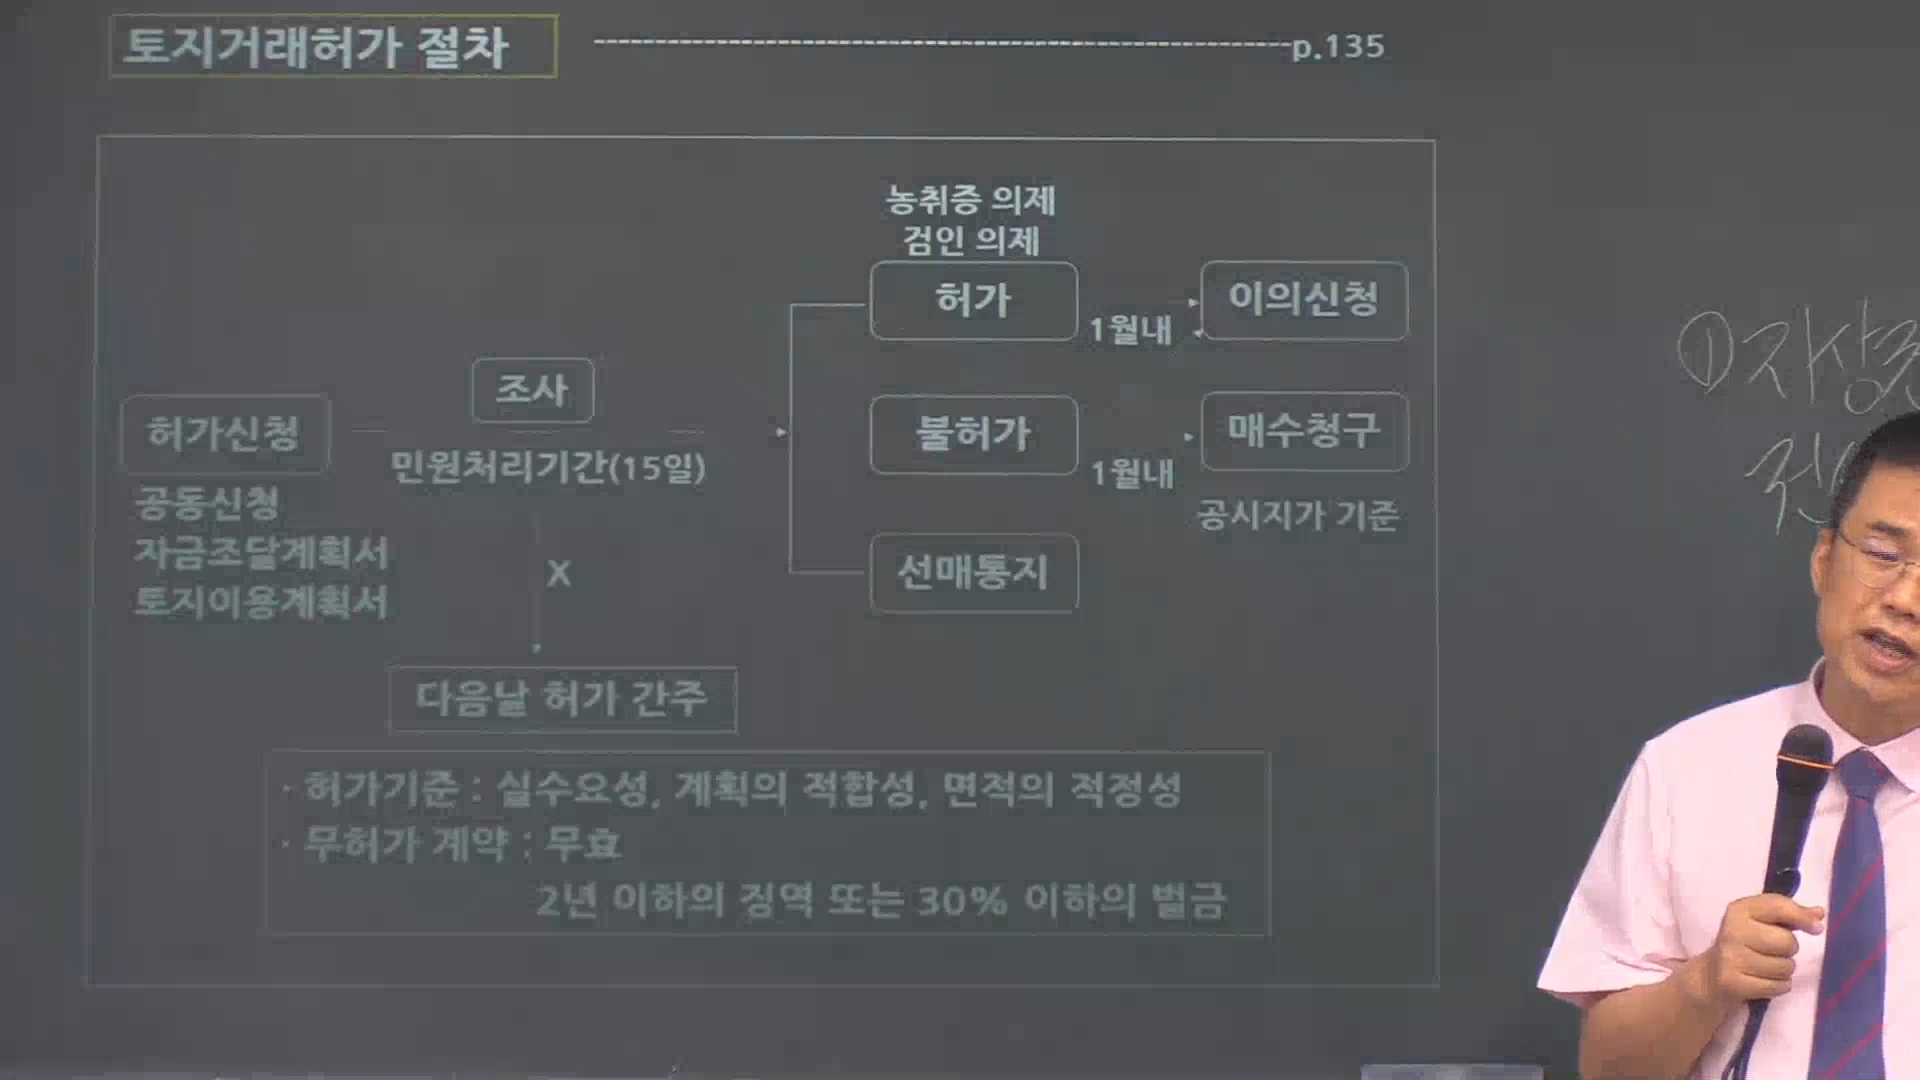 토지거래허가 절차 p.135
농취증 의제
검인 의제
허가
1월내
이의신청
조사
허가신청
민원처리기간(15일)
불허가
1월내
매수청구
공시지가 기준
공동신청
자금조달계획서
토지이용계획서
X
선매통지
다음날 허가 간주
· 허가기준 : 실수요성, 계획의 적합성, 면적의 적정성
· 무허가 계약 : 무효
2년 이하의 징역 또는 30% 이하의 벌금
① 자상